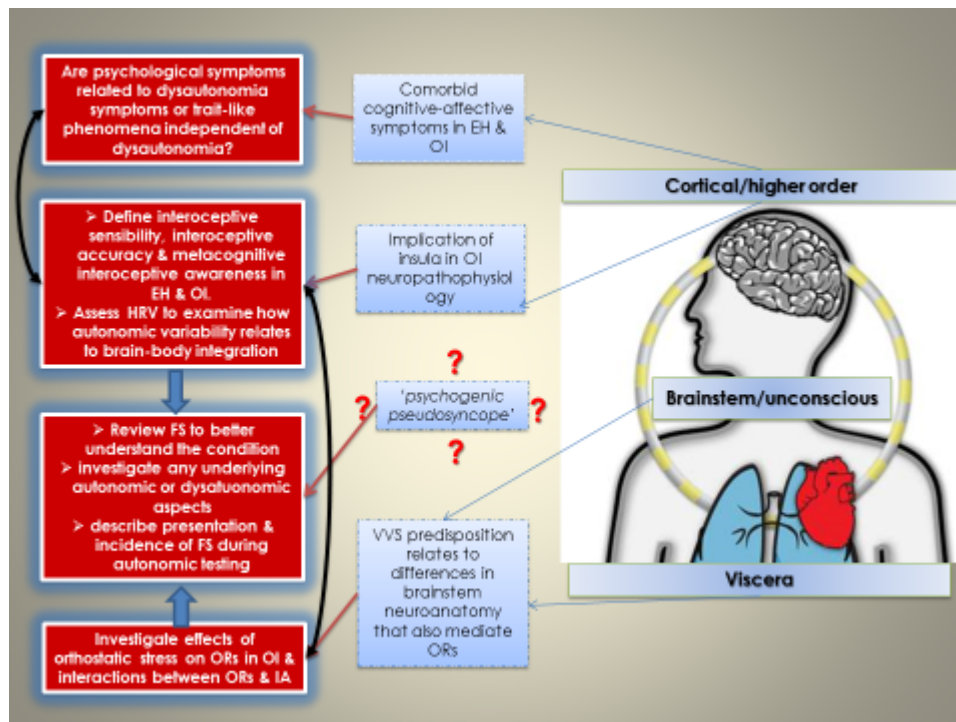 Are psychological symptoms
related to dysautonomia
symptoms or trait-like
phenomena independent of
dysautonomia?
Comorbid
cognitive-affective
symptoms in EH &
OI
Cortical/higher order
➢ Define interoceptive
sensibility, interoceptive
accuracy & metacognitive
interoceptive awareness in
EH & OI.
➢ Assess HRV to examine how
autonomic variability relates
to brain-body integration
Implication of
insula in OI
neuropathophysiol
ogy
?
?
'psychogenic
pseudosyncope'
?
?
Brainstem/unconscious
➢ Review FS to better
understand the condition
➢ investigate any underlying
autonomic or dysatuonomic
aspects
➢ describe presentation &
incidence of FS during
autonomic testing
VVS predisposition
relates to
differences in
brainstem
neuroanatomy
that also mediate
ORs
Viscera
Investigate effects of
orthostatic stress on ORs in OI &
interactions between ORs & IA